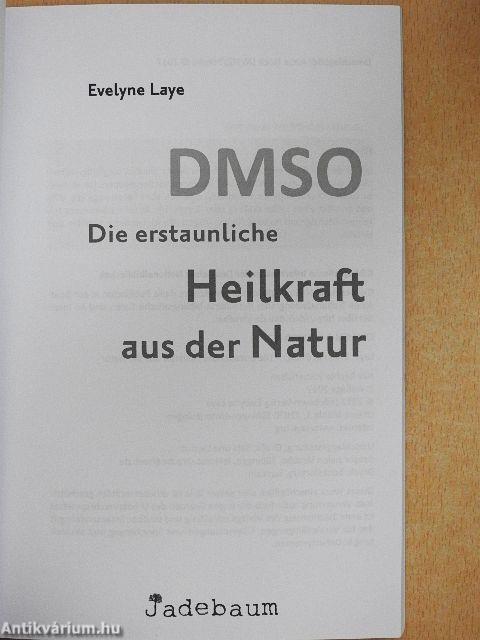 Evelyne Laye
DMSO
Die erstaunliche
Heilkraft
aus der Natur
Jadebaum
Antikvárium.hu